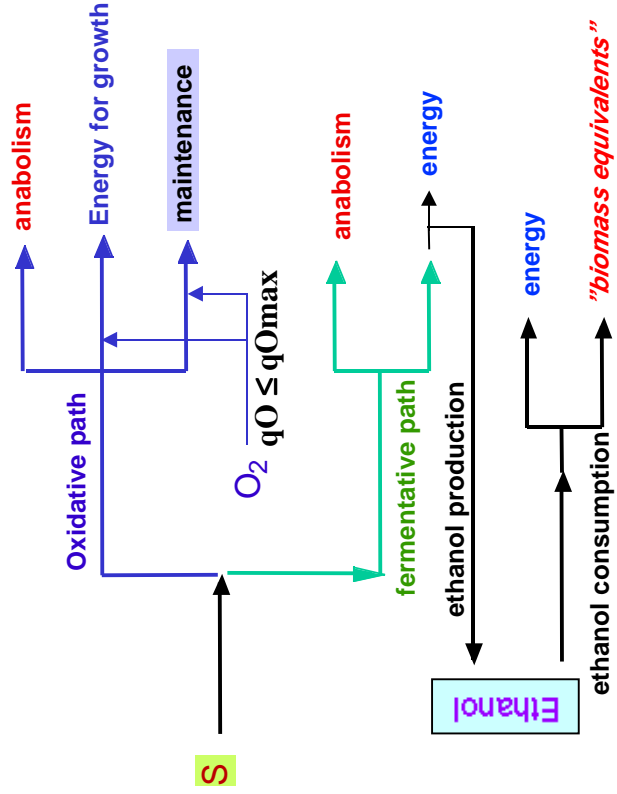 anabolism
Energy for growth
maintenance
Oxidative path
O₂ qO ≤ qOmax
S
anabolism
energy
fermentative path
ethanol production
Ethanol
energy
"biomass equivalents"
ethanol consumption